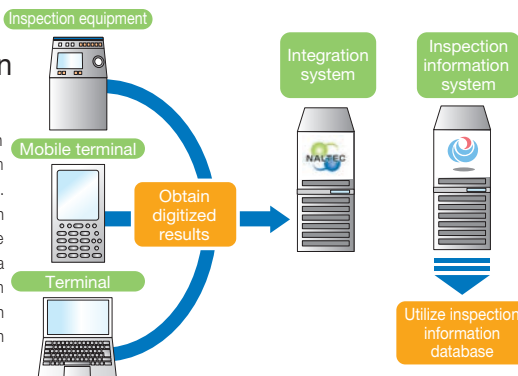 Inspection equipment
n
n
n
.
n
e
a
n
n
n
Mobile terminal
Terminal
Obtain
digitized
results
Integration
system
NALTEC
Inspection
information
system
Utilize inspection
information
database